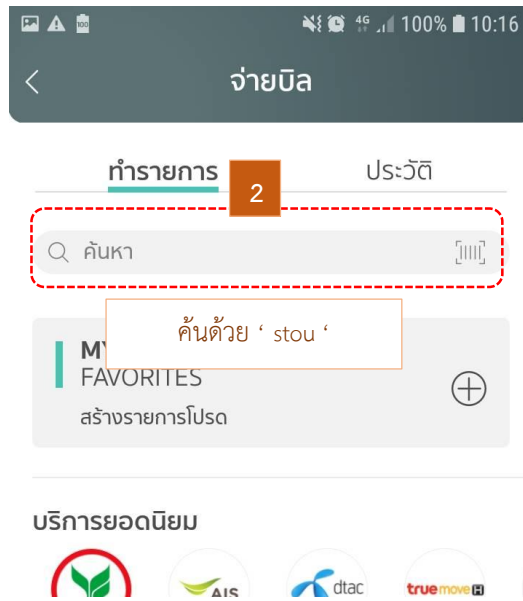 100 4G 100% 10:16
จ่ายบิล
ทำรายการ ประวัติ
2
ค้นหา
ค้นด้วย ‘ stou ‘
FAVORITES
สร้างรายการโปรด
บริการยอดนิยม
AIS dtac truemove H